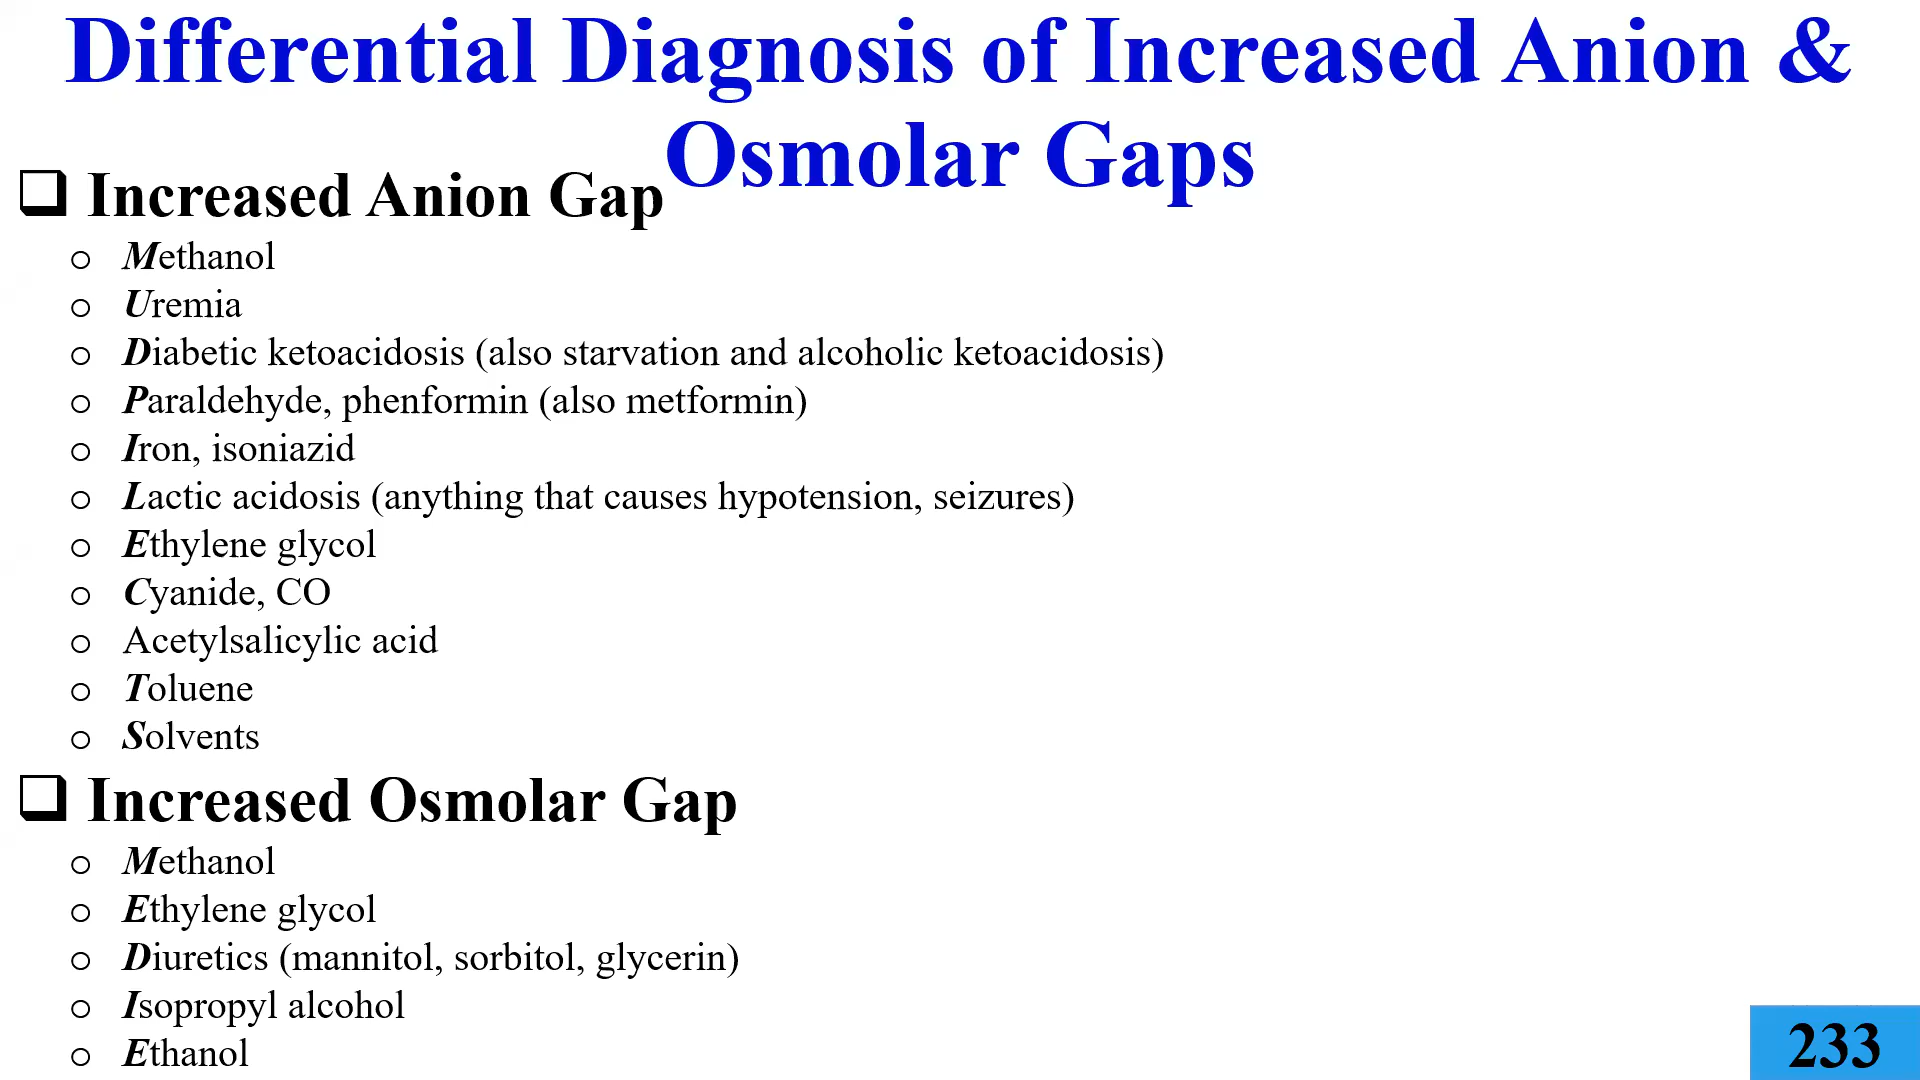 Differential Diagnosis of Increased Anion &
Osmolar Gaps
Increased Anion Gap
Methanol
Uremia
Diabetic ketoacidosis (also starvation and alcoholic ketoacidosis)
Paraldehyde, phenformin (also metformin)
Iron, isoniazid
Lactic acidosis (anything that causes hypotension, seizures)
Ethylene glycol
Cyanide, CO
Acetylsalicylic acid
Toluene
Solvents
Increased Osmolar Gap
Methanol
Ethylene glycol
Diuretics (mannitol, sorbitol, glycerin)
Isopropyl alcohol
Ethanol
233